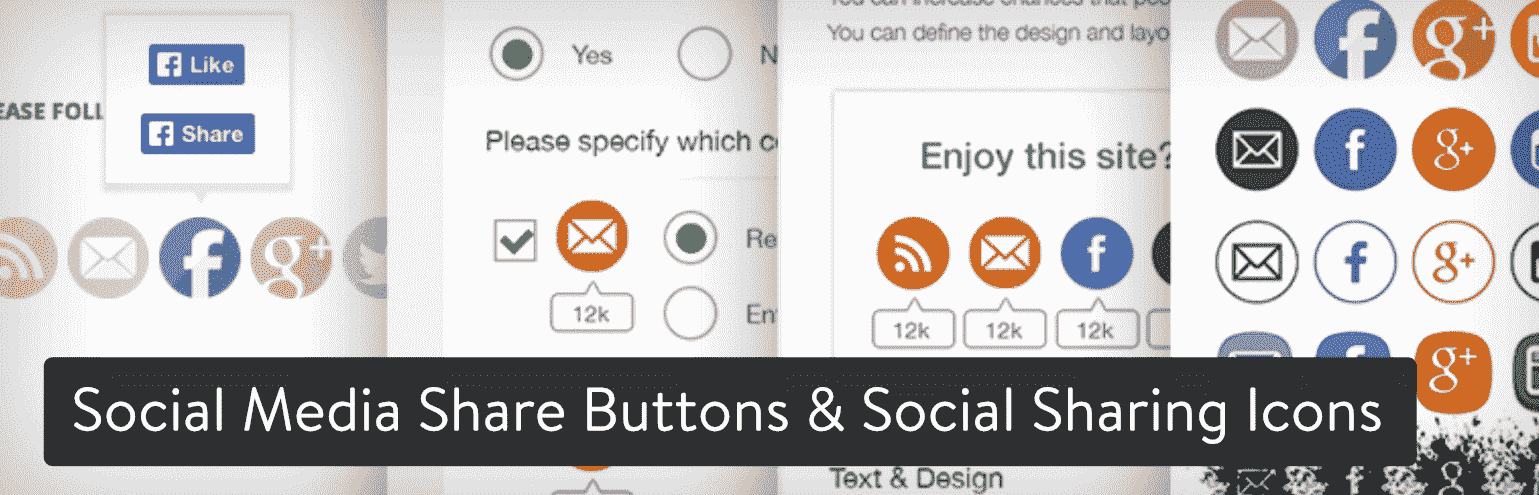 Like
EASE FOLL
Share
Yes
N
Please specify which c
Re
12k
En
You can define the design and layo
Enjoy this site?
12k 12k 12k
Social Media Share Buttons & Social Sharing Icons
Text & Design